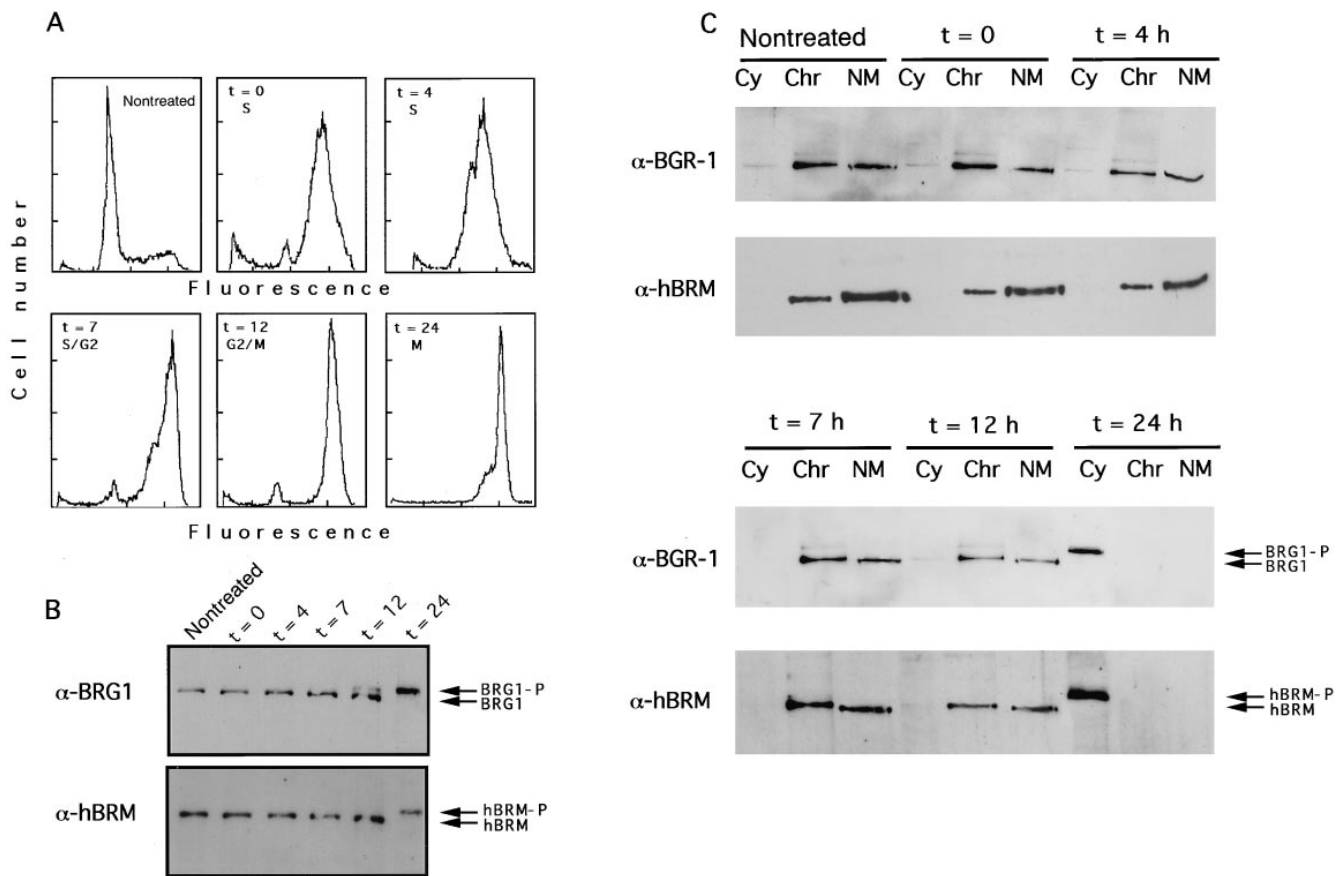 A
Nontreated
t = 0
S
t = 4
S
Fluorescence
Cell number
t = 7
S/G2
t = 12
G2/M
t = 24
M
Fluorescence
B
Nontreated
t = 0
t = 4
t = 7
t = 12
t = 24
α-BRG1
BRG1-P
BRG1
α-hBRM
hBRM-P
hBRM
C
Nontreated t = 0 t = 4 h
Cy Chr NM Cy Chr NM Cy Chr NM
α-BGR-1
α-hBRM
t = 7 h t = 12 h t = 24 h
Cy Chr NM Cy Chr NM Cy Chr NM
α-BGR-1
BRG1-P
BRG1
α-hBRM
hBRM-P
hBRM